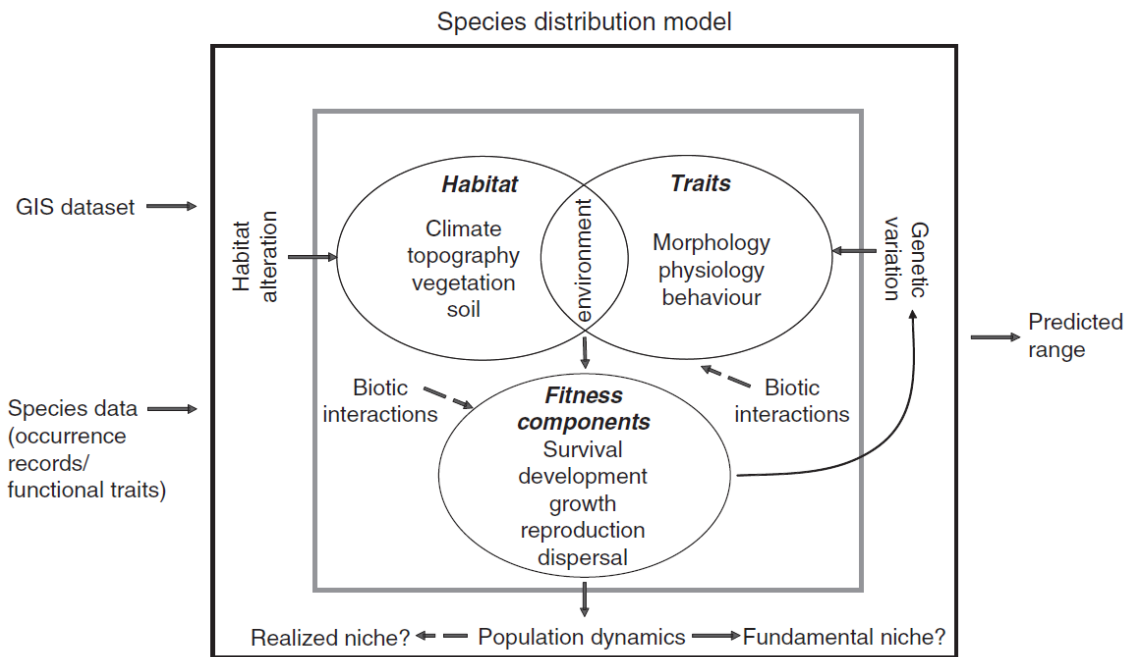 Species distribution model
GIS dataset
Species data
(occurrence
records/
functional traits)
Habitat
alteration
Habitat
Climate
topography
vegetation
soil
environment
Traits
Morphology
physiology
behaviour
Genetic
variation
Biotic
interactions
Fitness
components
Survival
development
growth
reproduction
dispersal
Biotic
interactions
Realized niche?
Population dynamics
Fundamental niche?
Predicted
range